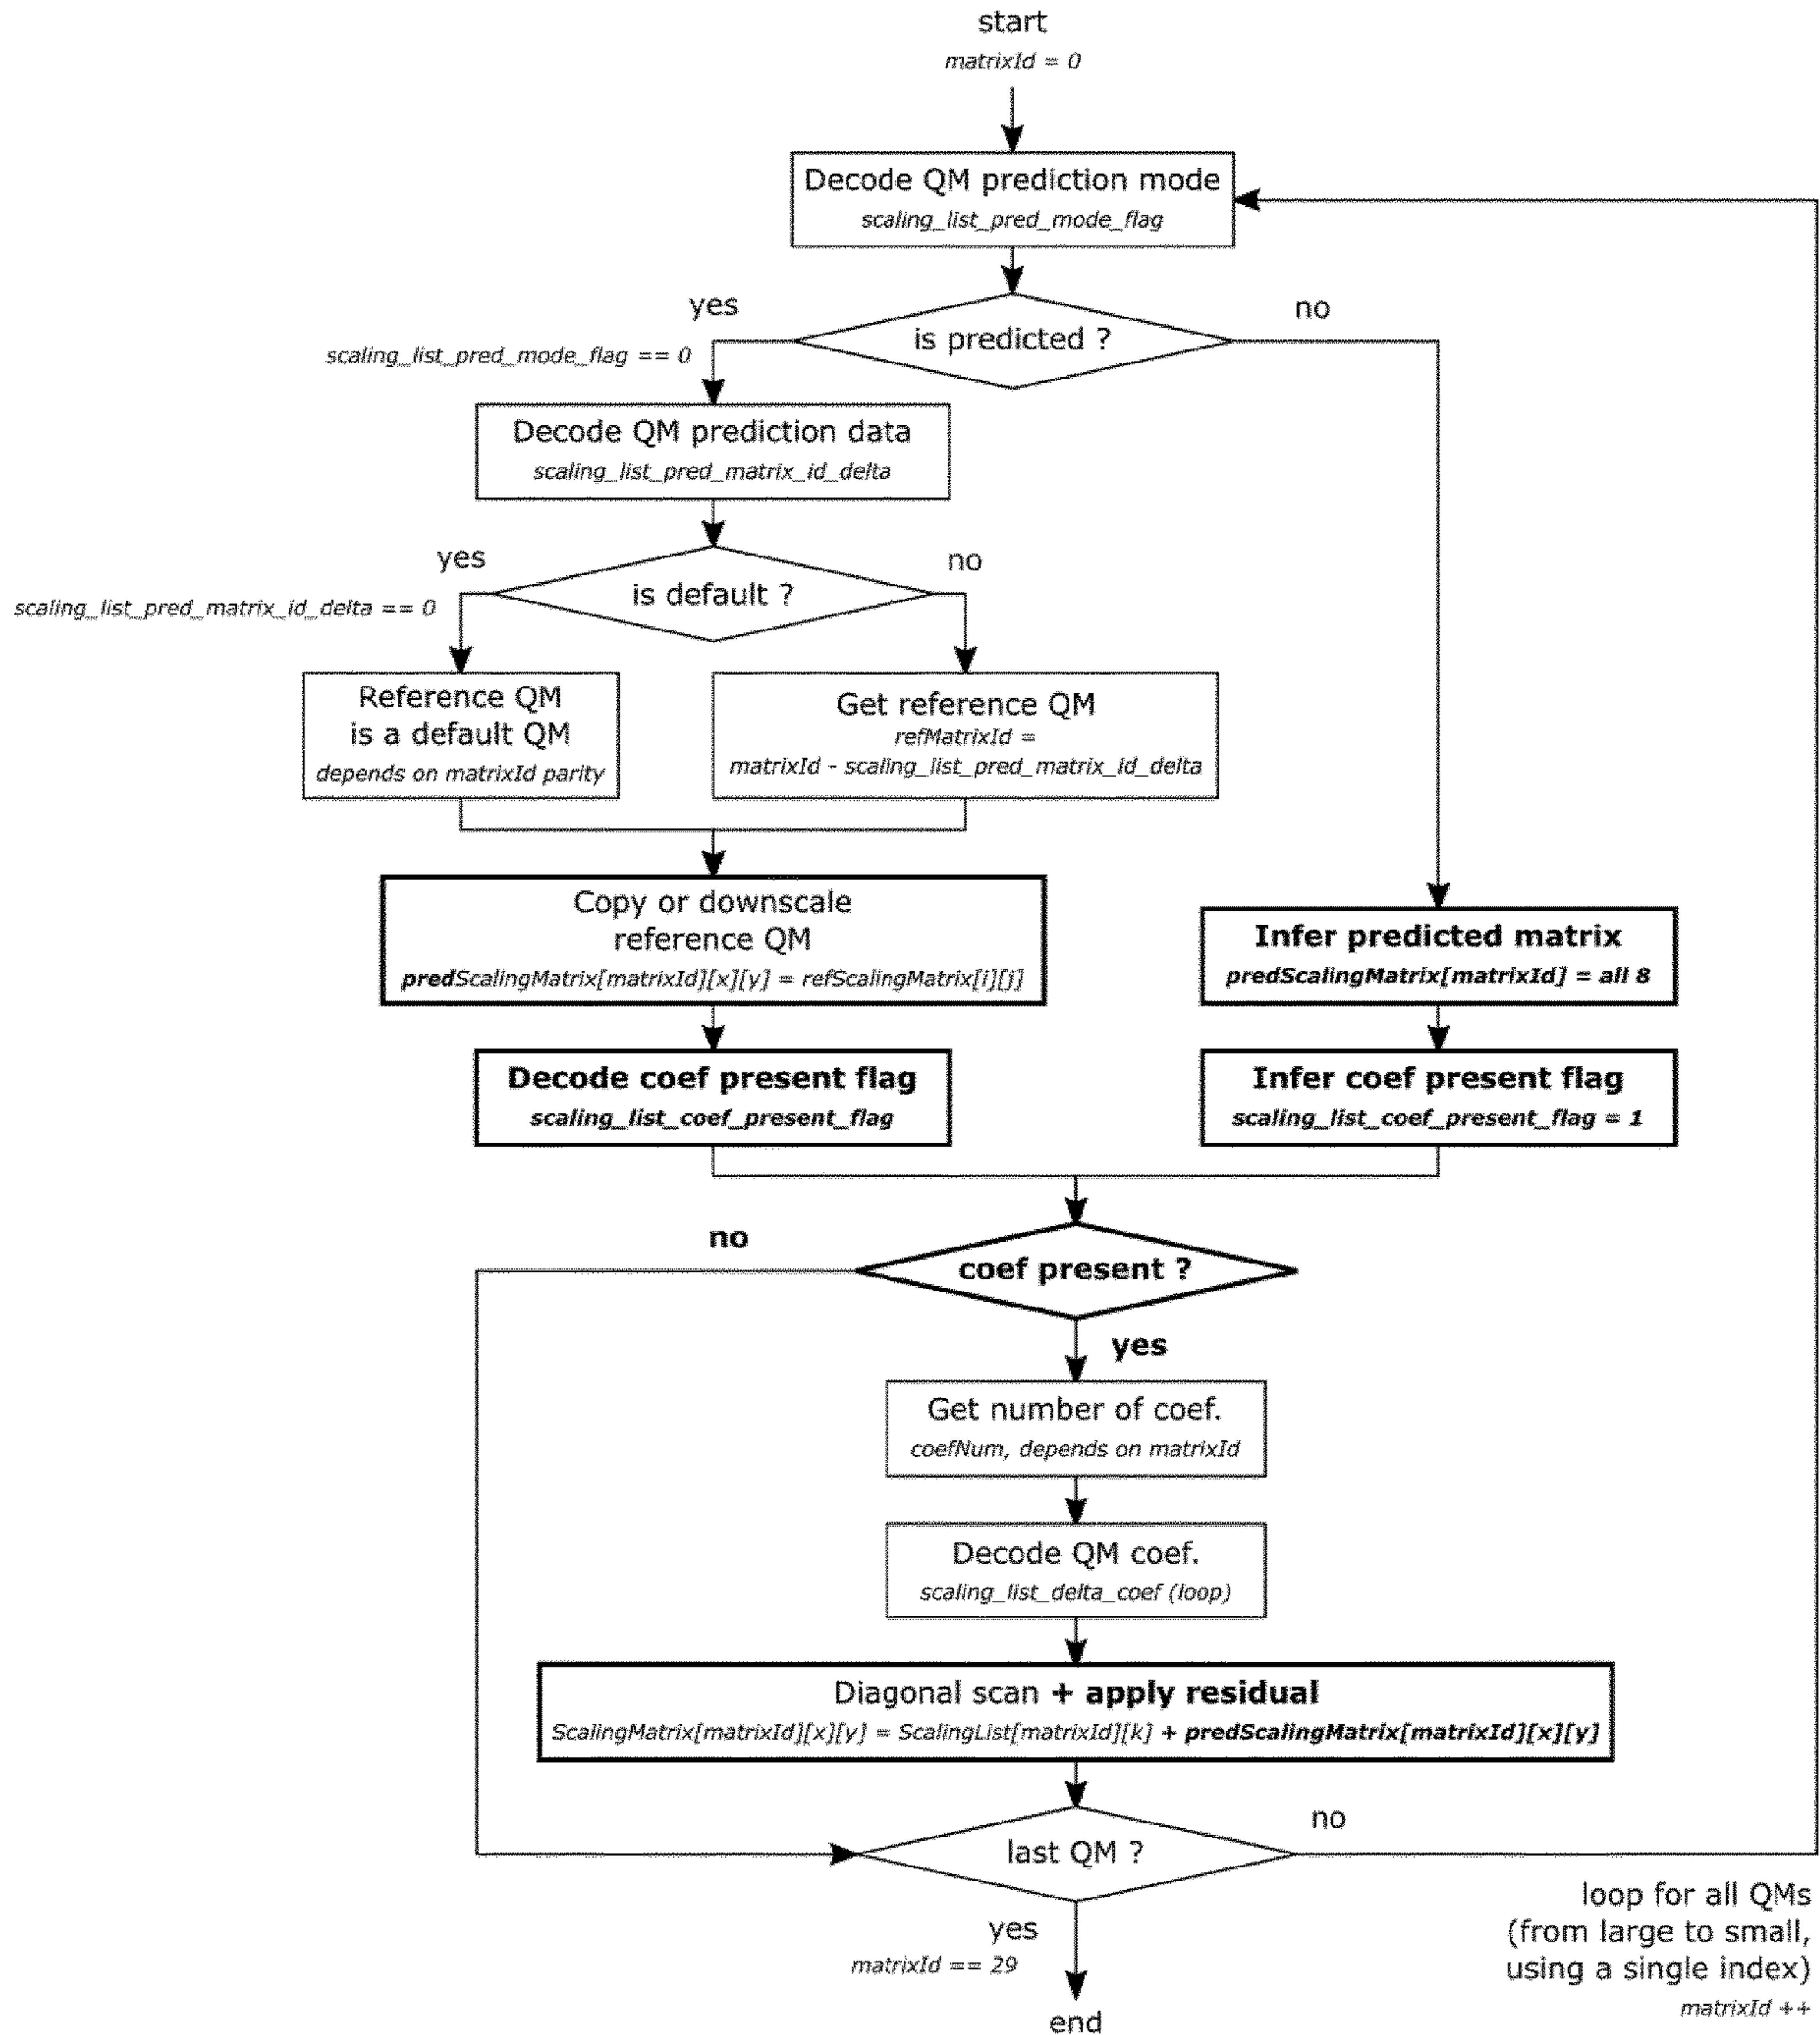 start
matrixId = 0
Decode QM prediction mode
scaling_list_pred_mode_flag
yes
no
is predicted ?
scaling_list_pred_mode_flag == 0
Decode QM prediction data
scaling_list_pred_matrix_id_delta
yes
no
is default ?
scaling_list_pred_matrix_id_delta == 0
Reference QM
is a default QM
depends on matrixId parity
Get reference QM
refMatrixId =
matrixId - scaling_list_pred_matrix_id_delta
Copy or downscale
reference QM
predScalingMatrix[matrixId][x][y] = refScalingMatrix[i][j]
Infer predicted matrix
predScalingMatrix[matrixId] = all 8
Decode coef present flag
scaling_list_coef_present_flag
Infer coef present flag
scaling_list_coef_present_flag = 1
no
coef present ?
yes
Get number of coef.
coefNum, depends on matrixId
Decode QM coef.
scaling_list_delta_coef (loop)
Diagonal scan + apply residual
ScalingMatrix[matrixId][x][y] = ScalingList[matrixId][k] + predScalingMatrix[matrixId][x][y]
no
last QM ?
loop for all QMs
(from large to small,
using a single index)
matrixId ++
yes
matrixId == 29
end